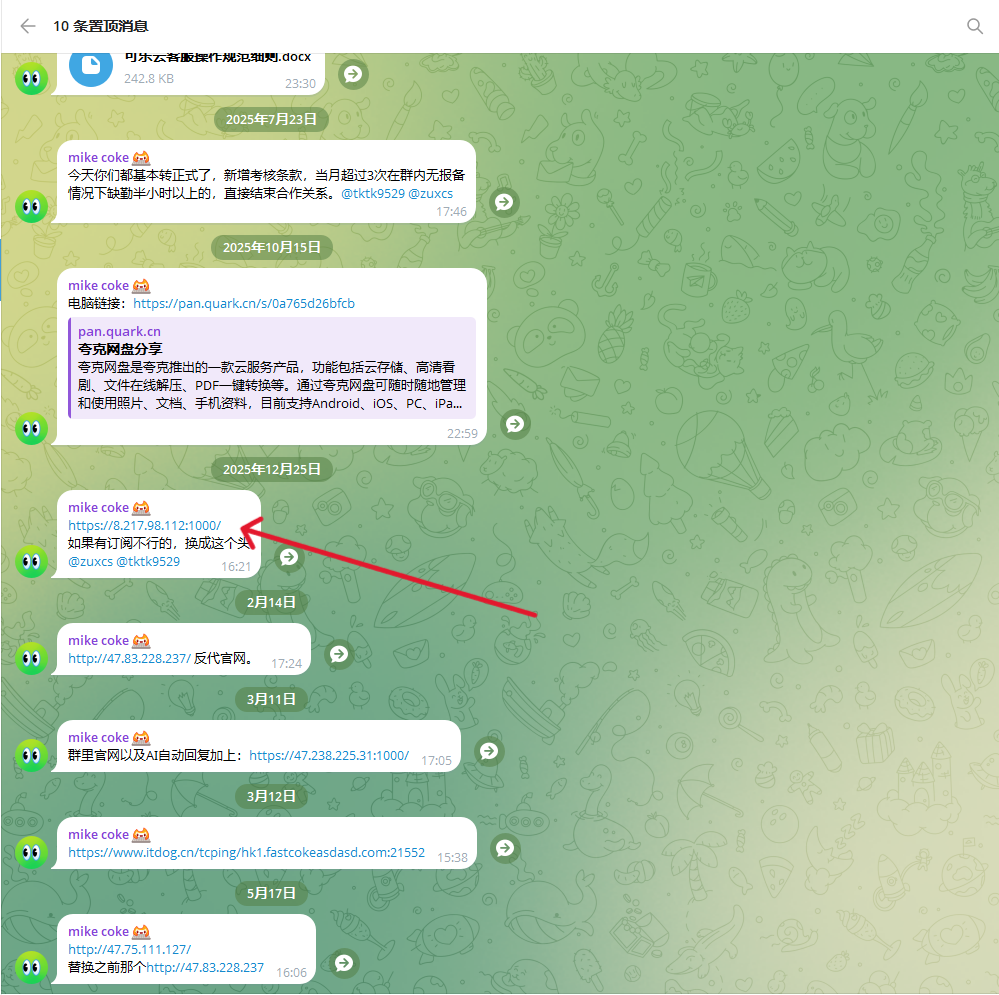 10 条置顶消息
可乐云客服操作规范细则.docx
242.8 KB
23:30
2025年7月23日
mike coke
今天你们都基本转正式了，新增考核条款，当月超过3次在群内无报备
情况下缺勤半小时以上的，直接结束合作关系。@tktk9529 @zuxcs
17:46
2025年10月15日
mike coke
电脑链接：https://pan.quark.cn/s/0a765d26bfcb
pan.quark.cn
夸克网盘分享
夸克网盘是夸克推出的一款云服务产品，功能包括云存储、高清看
剧、文件在线解压、PDF一键转换等。通过夸克网盘可随时随地管理
和使用照片、文档、手机资料，目前支持Android、iOS、PC、iPa...
22:59
2025年12月25日
mike coke
https://8.217.98.112:1000/
如果有订阅不行的，换成这个头
@zuxcs @tktk9529
16:21
2月14日
mike coke
http://47.83.228.237/ 反代官网。
17:24
3月11日
mike coke
群里官网以及AI自动回复加上：https://47.238.225.31:1000/
17:05
3月12日
mike coke
https://www.itdog.cn/tcping/hk1.fastcokeasdasd.com:21552
15:38
5月17日
mike coke
http://47.75.111.127/
替换之前那个http://47.83.228.237
16:06